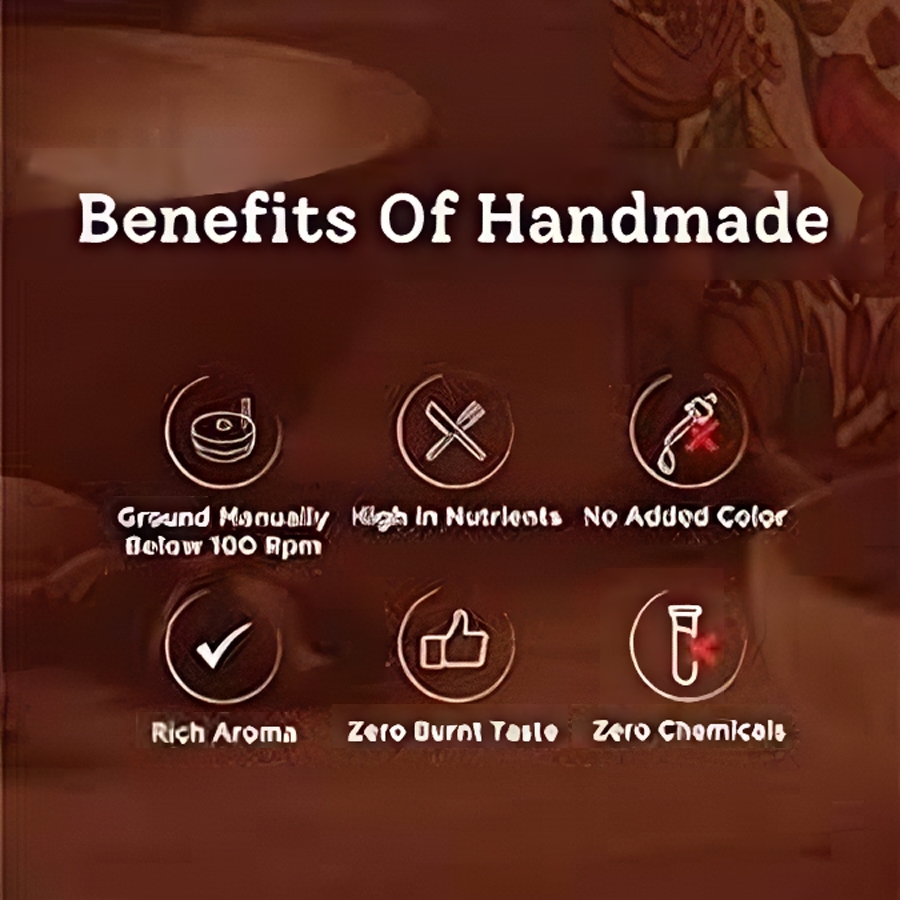 Benefits Of Handmade
Ground Manually
Below 100 Rpm
High In Nutrients
No Added Color
Rich Aroma
Zero Burnt Taste
Zero Chemicals